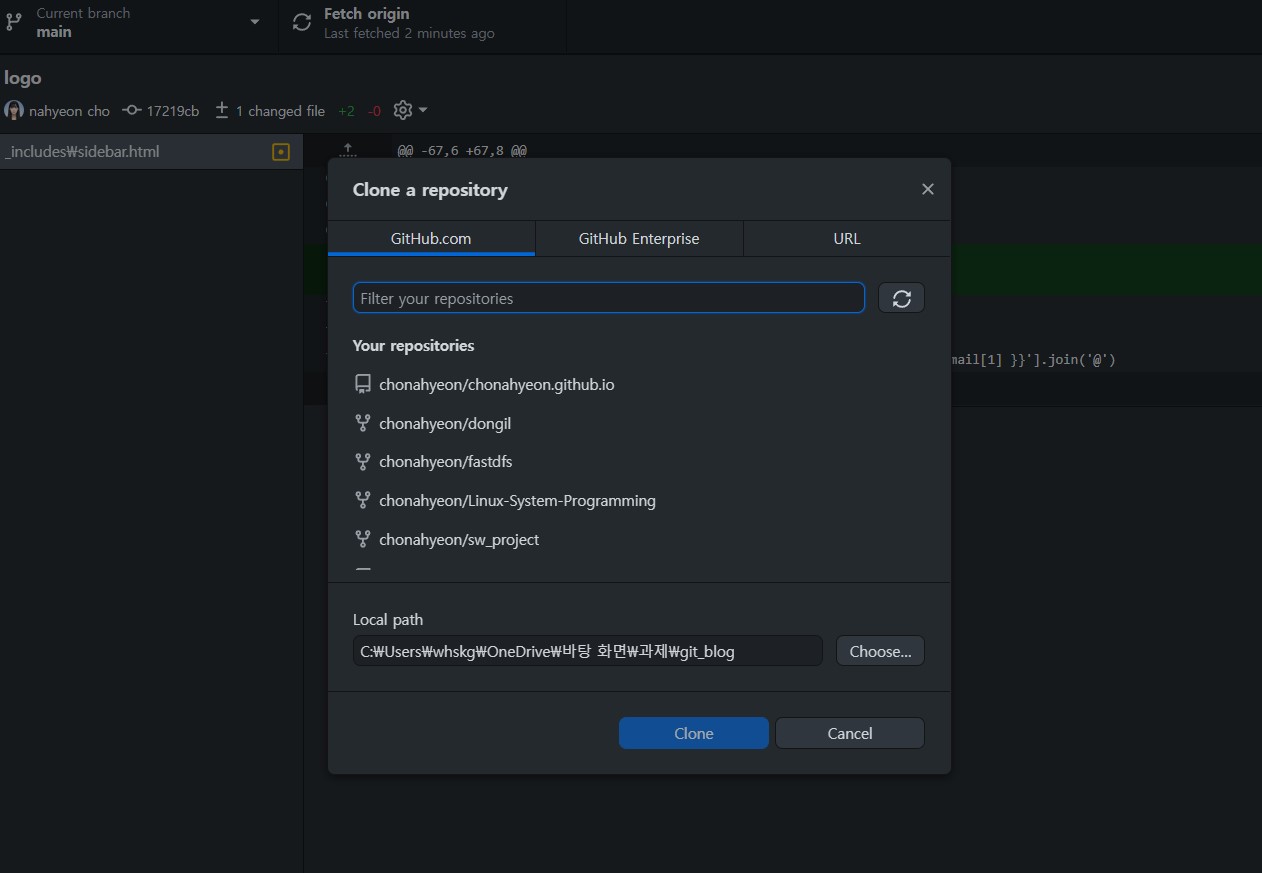 Current branch
main
Fetch origin
Last fetched 2 minutes ago
logo
nahyeon cho 17219cb 1 changed file +2 -0
_includes₩sidebar.html
@@ -67,6 +67,8 @@
Clone a repository
GitHub.com GitHub Enterprise URL
Filter your repositories
Your repositories
chonahyeon/chonahyeon.github.io
chonahyeon/dongil
mail[1] }}'].join('@')
chonahyeon/fastdfs
chonahyeon/Linux-System-Programming
chonahyeon/sw_project
Local path
C:₩Users₩whskg₩OneDrive₩바탕 화면₩과제₩git_blog
Choose...
Clone Cancel